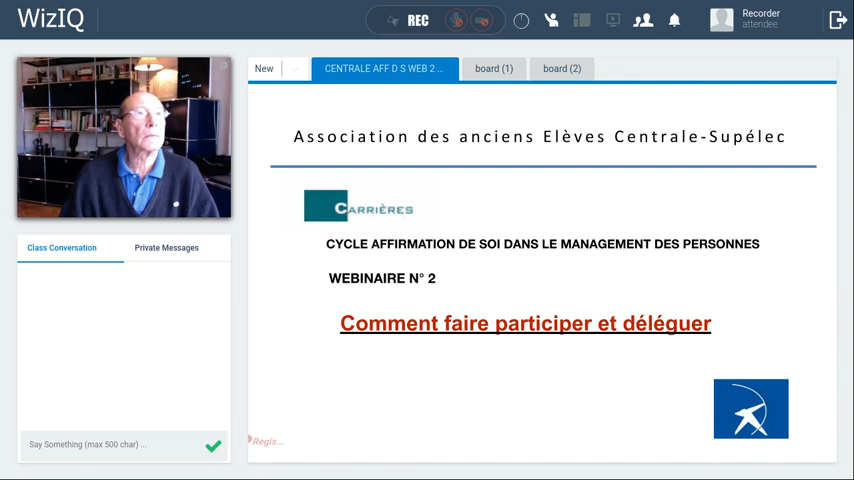 WizIQ
REC
Recorder
attendee
New
CENTRALE AFF D S WEB 2 ...
board (1)
board (2)
Association des anciens Elèves Centrale-Supélec
CARRIÈRES
CYCLE AFFIRMATION DE SOI DANS LE MANAGEMENT DES PERSONNES
WEBINAIRE N° 2
Comment faire participer et déléguer
Regis...
Class Conversation
Private Messages
Say Something (max 500 char) ...